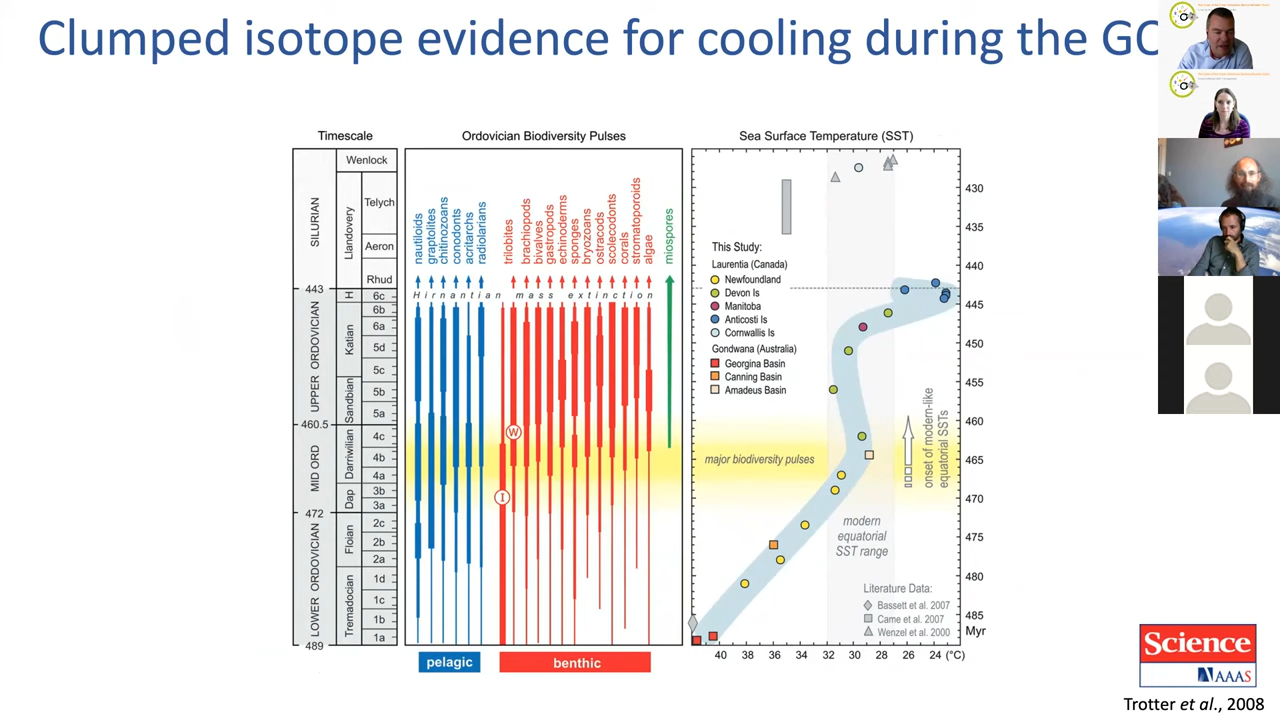 Clumped isotope evidence for cooling during the GO
Timescale
Ordovician Biodiversity Pulses
Sea Surface Temperature (SST)
SILURIAN
UPPER ORDOVICIAN
MID ORD
LOWER ORDOVICIAN
443
460.5
472
489
Wenlock
Llandovery
Telych
Aeron
Rhud
H
6c
Katian
6b
6a
5d
5c
Sandbian
5b
5a
Darriwilian
4c
4b
4a
Dap
3b
3a
Floian
2c
2b
2a
Tremadocian
1d
1c
1b
1a
nautiloids
graptolites
chitinozoans
conodonts
acritarchs
radiolarians
trilobites
brachiopods
bivalves
gastropods
echinoderms
sponges
bryozoans
ostracods
scolecodonts
corals
stromatoporoids
algae
miospores
Hirnantian mass extinction
W
I
pelagic
benthic
This Study:
Laurentia (Canada)
Newfoundland
Devon Is
Manitoba
Anticosti Is
Cornwallis Is
Gondwana (Australia)
Georgina Basin
Canning Basin
Amadeus Basin
major biodiversity pulses
onset of modern-like
equatorial SSTs
modern
equatorial
SST range
Literature Data:
Bassett et al. 2007
Came et al. 2007
Wenzel et al. 2000
430
435
440
445
450
455
460
465
470
475
480
485
Myr
40 38 36 34 32 30 28 26 24 (°C)
Science
AAAS
Trotter et al., 2008